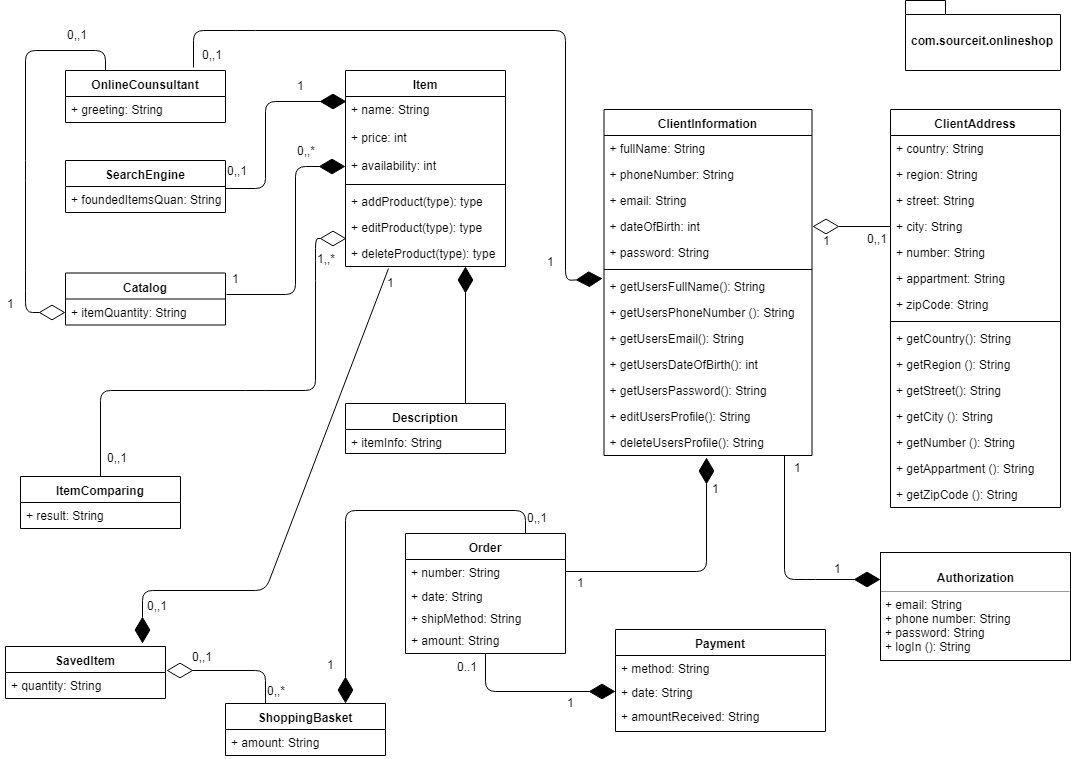 com.sourceit.onlineshop
0,,1
0,,1
OnlineCounsultant
+ greeting: String
1
SearchEngine
+ foundedItemsQuan: String
0,,1
0,,*
Catalog
+ itemQuantity: String
1
1
Item
+ name: String
+ price: int
+ availability: int
+ addProduct(type): type
+ editProduct(type): type
+ deleteProduct(type): type
1,,*
1
Description
+ itemInfo: String
0,,1
ItemComparing
+ result: String
ClientInformation
+ fullName: String
+ phoneNumber: String
+ email: String
+ dateOfBirth: int
+ password: String
+ getUsersFullName(): String
+ getUsersPhoneNumber (): String
+ getUsersEmail(): String
+ getUsersDateOfBirth(): int
+ getUsersPassword(): String
+ editUsersProfile(): String
+ deleteUsersProfile(): String
1
1
0,,1
1
1
ClientAddress
+ country: String
+ region: String
+ street: String
+ city: String
+ number: String
+ appartment: String
+ zipCode: String
+ getCountry(): String
+ getRegion (): String
+ getStreet(): String
+ getCity (): String
+ getNumber (): String
+ getAppartment (): String
+ getZipCode (): String
1
Authorization
+ email: String
+ phone number: String
+ password: String
+ logIn (): String
0,,1
Order
+ number: String
+ date: String
+ shipMethod: String
+ amount: String
1
0..1
1
Payment
+ method: String
+ date: String
+ amountReceived: String
0,,1
SavedItem
+ quantity: String
0,,1
0,,*
1
ShoppingBasket
+ amount: String